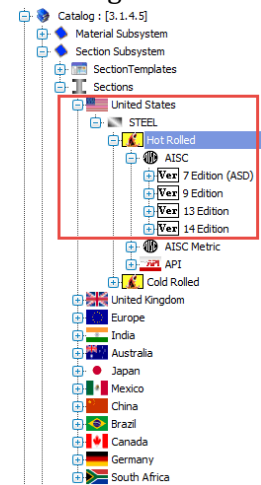 Catalog : [3.1.4.5]
Material Subsystem
Section Subsystem
SectionTemplates
Sections
United States
STEEL
Hot Rolled
AISC
Ver 7 Edition (ASD)
Ver 9 Edition
Ver 13 Edition
Ver 14 Edition
AISC Metric
API
Cold Rolled
United Kingdom
Europe
India
Australia
Japan
Mexico
China
Brazil
Canada
Germany
South Africa